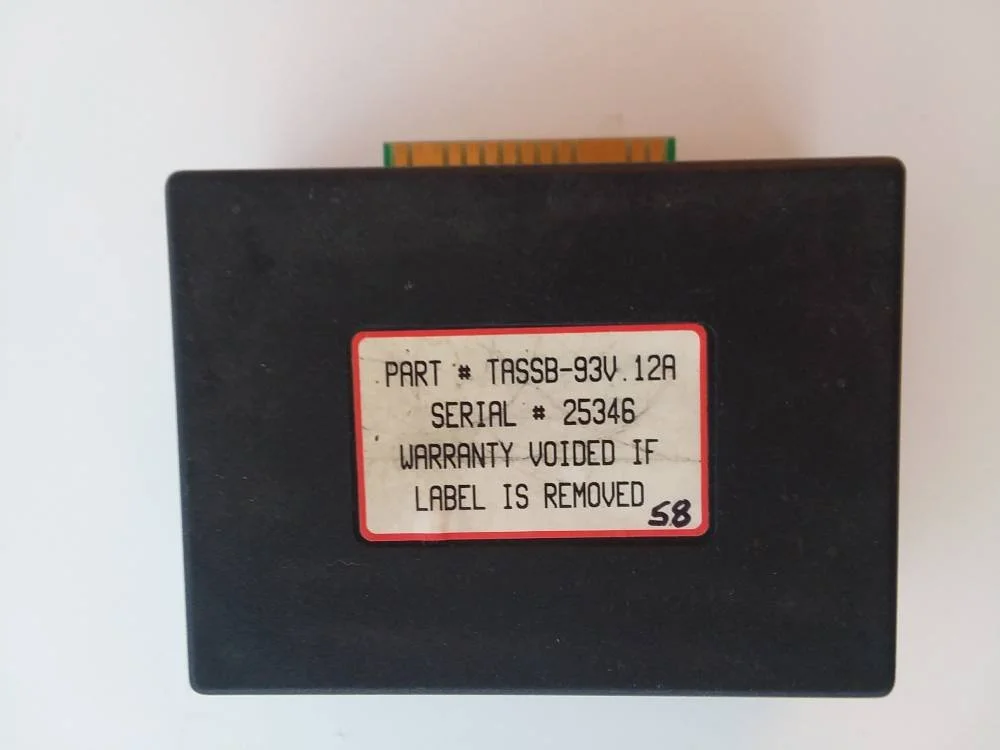 PART # TASSB-93V.12A
SERIAL # 25346
WARRANTY VOIDED IF
LABEL IS REMOVED
58